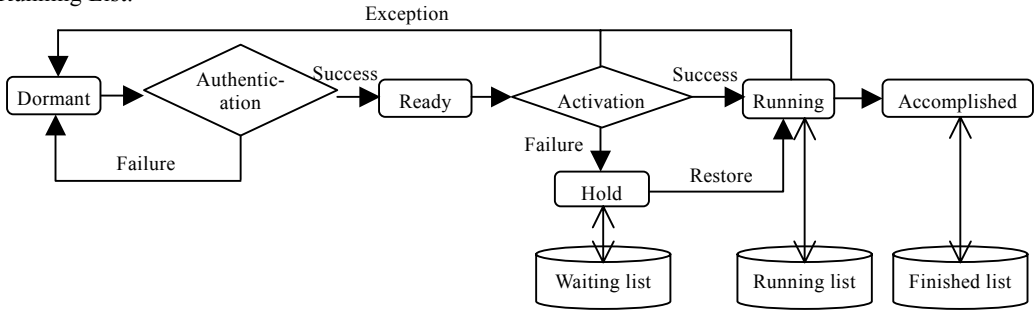 Running List.
Exception
Authentic-
ation
Success
Success
Dormant
Ready
Activation
Running
Accomplished
Failure
Failure
Hold
Restore
Waiting list
Running list
Finished list